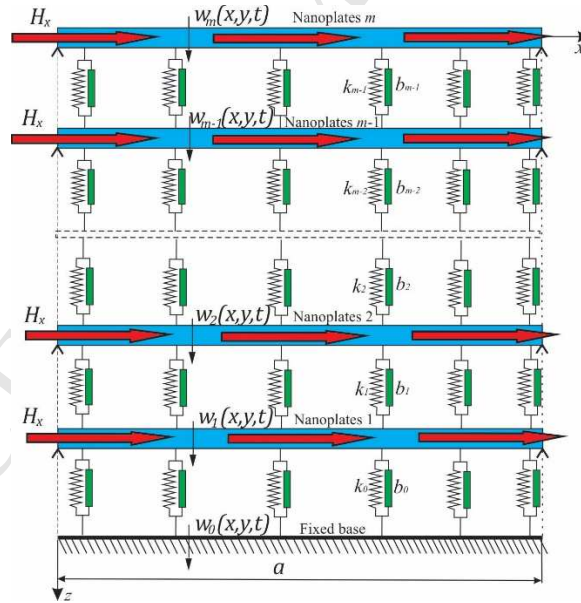 H_x w_m(x,y,t) Nanoplates m x
k_{m-1} b_{m-1}
H_x w_{m-1}(x,y,t) Nanoplates m-1
k_{m-2} b_{m-2}
k_2 b_2
H_x w_2(x,y,t) Nanoplates 2
k_1 b_1
H_x w_1(x,y,t) Nanoplates 1
k_0 b_0
w_0(x,y,t) Fixed base
a
z